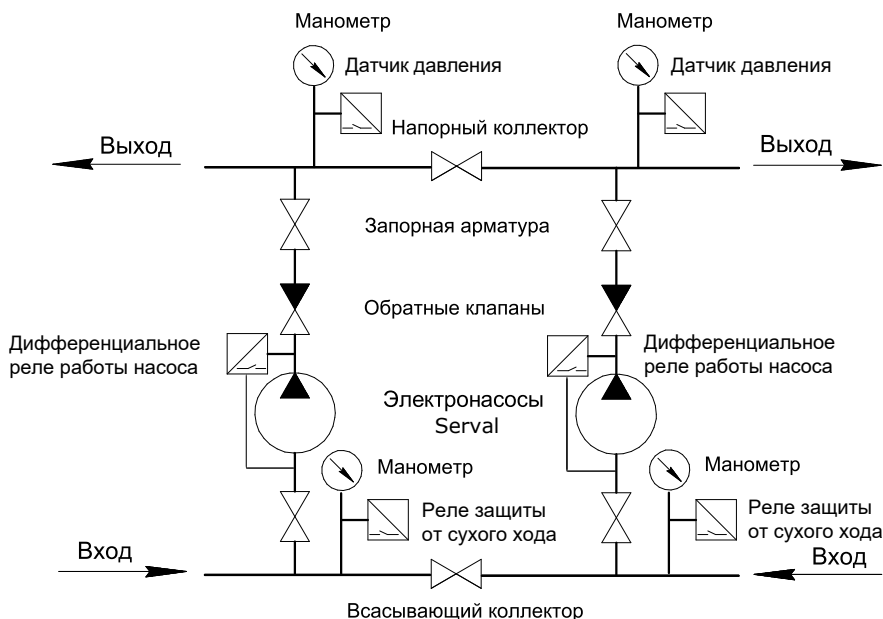 Манометр
Манометр
Датчик давления
Датчик давления
Напорный коллектор
Выход
Выход
Запорная арматура
Обратные клапаны
Дифференциальное
реле работы насоса
Дифференциальное
реле работы насоса
Электронасосы
Serval
Манометр
Манометр
Реле защиты
от сухого хода
Реле защиты
от сухого хода
Вход
Вход
Всасывающий коллектор